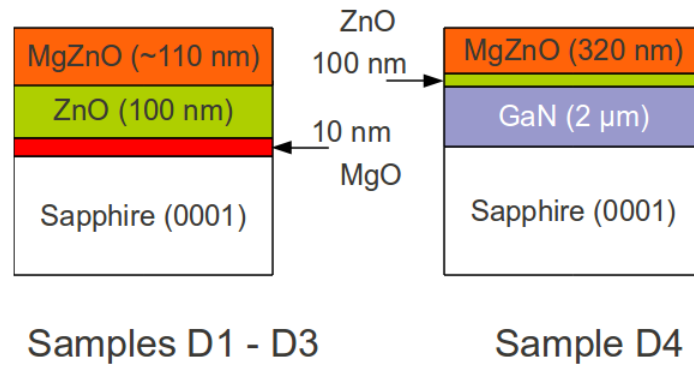 MgZnO (~110 nm)
ZnO (100 nm)
Sapphire (0001)
ZnO
100 nm
10 nm
MgO
MgZnO (320 nm)
GaN (2 µm)
Sapphire (0001)
Samples D1 - D3
Sample D4